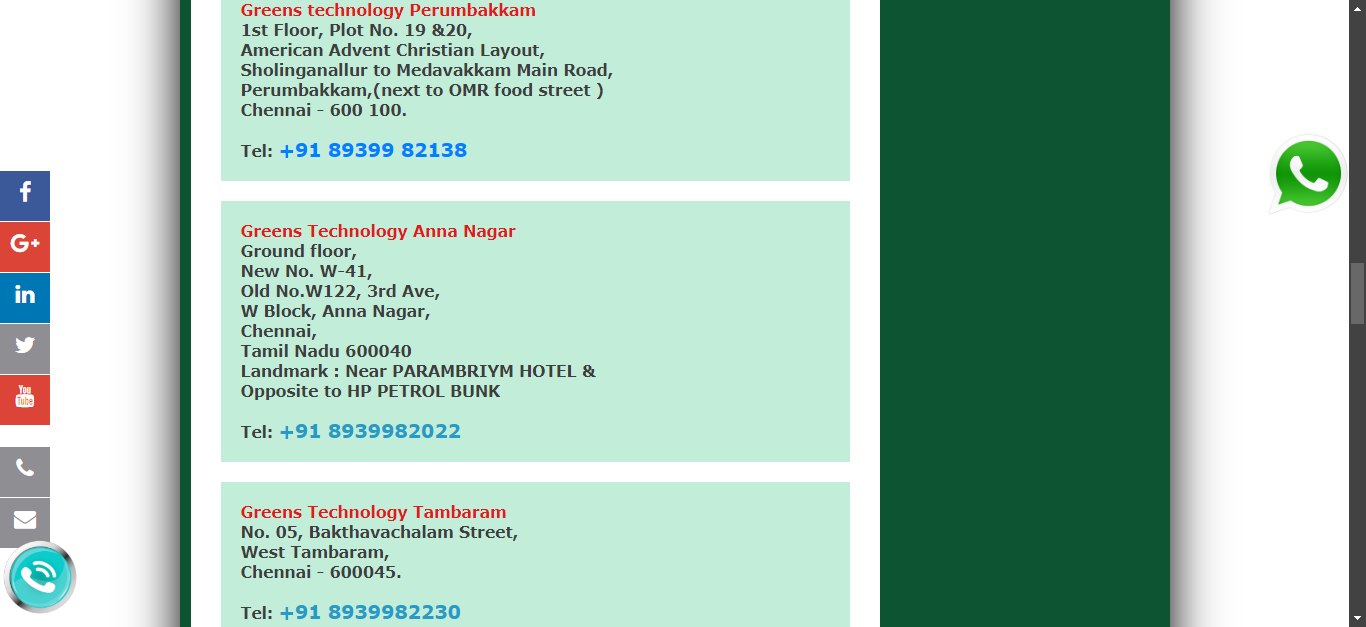 Greens technology Perumbakkam
1st Floor, Plot No. 19 &20,
American Advent Christian Layout,
Sholinganallur to Medavakkam Main Road,
Perumbakkam,(next to OMR food street )
Chennai - 600 100.
Tel: +91 89399 82138
Greens Technology Anna Nagar
Ground floor,
New No. W-41,
Old No.W122, 3rd Ave,
W Block, Anna Nagar,
Chennai,
Tamil Nadu 600040
Landmark : Near PARAMBRIYM HOTEL &
Opposite to HP PETROL BUNK
Tel: +91 8939982022
Greens Technology Tambaram
No. 05, Bakthavachalam Street,
West Tambaram,
Chennai - 600045.
Tel: +91 8939982230
f
G+
in
You
Tube